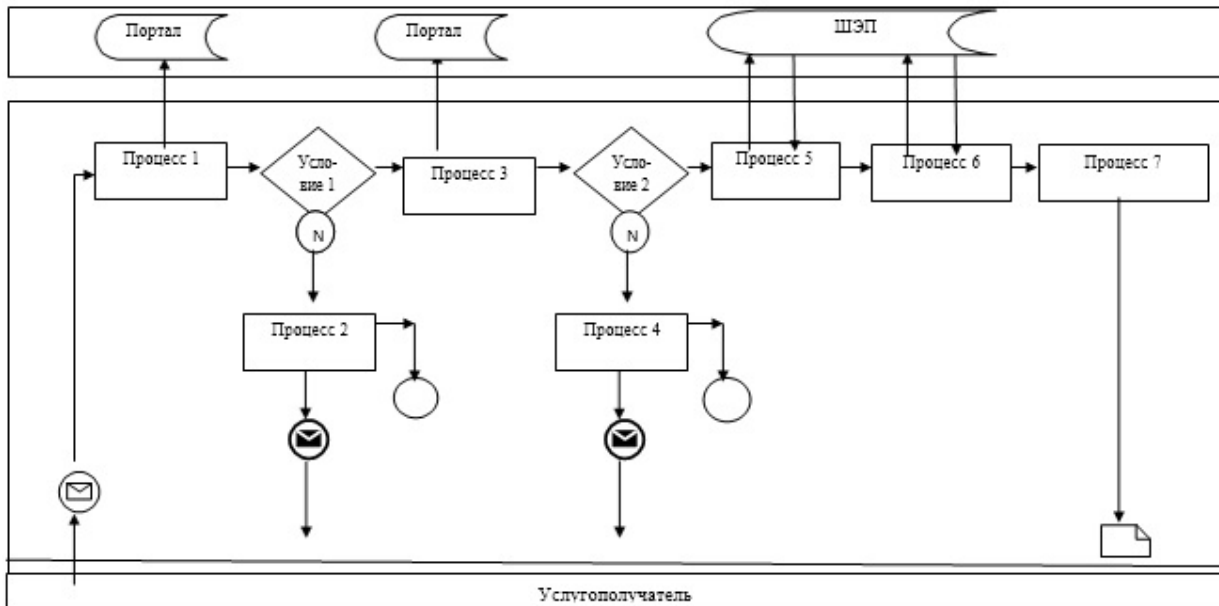 Портал
Портал
ШЭП
Процесс 1
Усло-
вие 1
Процесс 3
Усло-
вие 2
Процесс 5
Процесс 6
Процесс 7
N
N
Процесс 2
Процесс 4
Услугополучатель